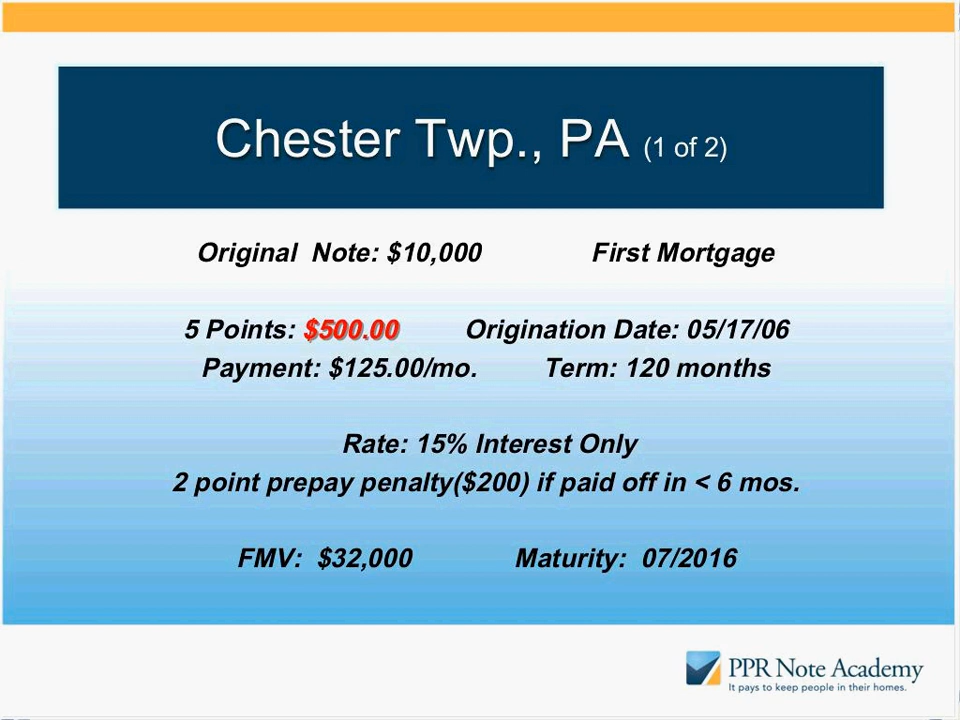 Chester Twp., PA (1 of 2)
Original Note: $10,000 First Mortgage
5 Points: $500.00 Origination Date: 05/17/06
Payment: $125.00/mo. Term: 120 months
Rate: 15% Interest Only
2 point prepay penalty($200) if paid off in < 6 mos.
FMV: $32,000 Maturity: 07/2016
PPR Note Academy
It pays to keep people in their homes.